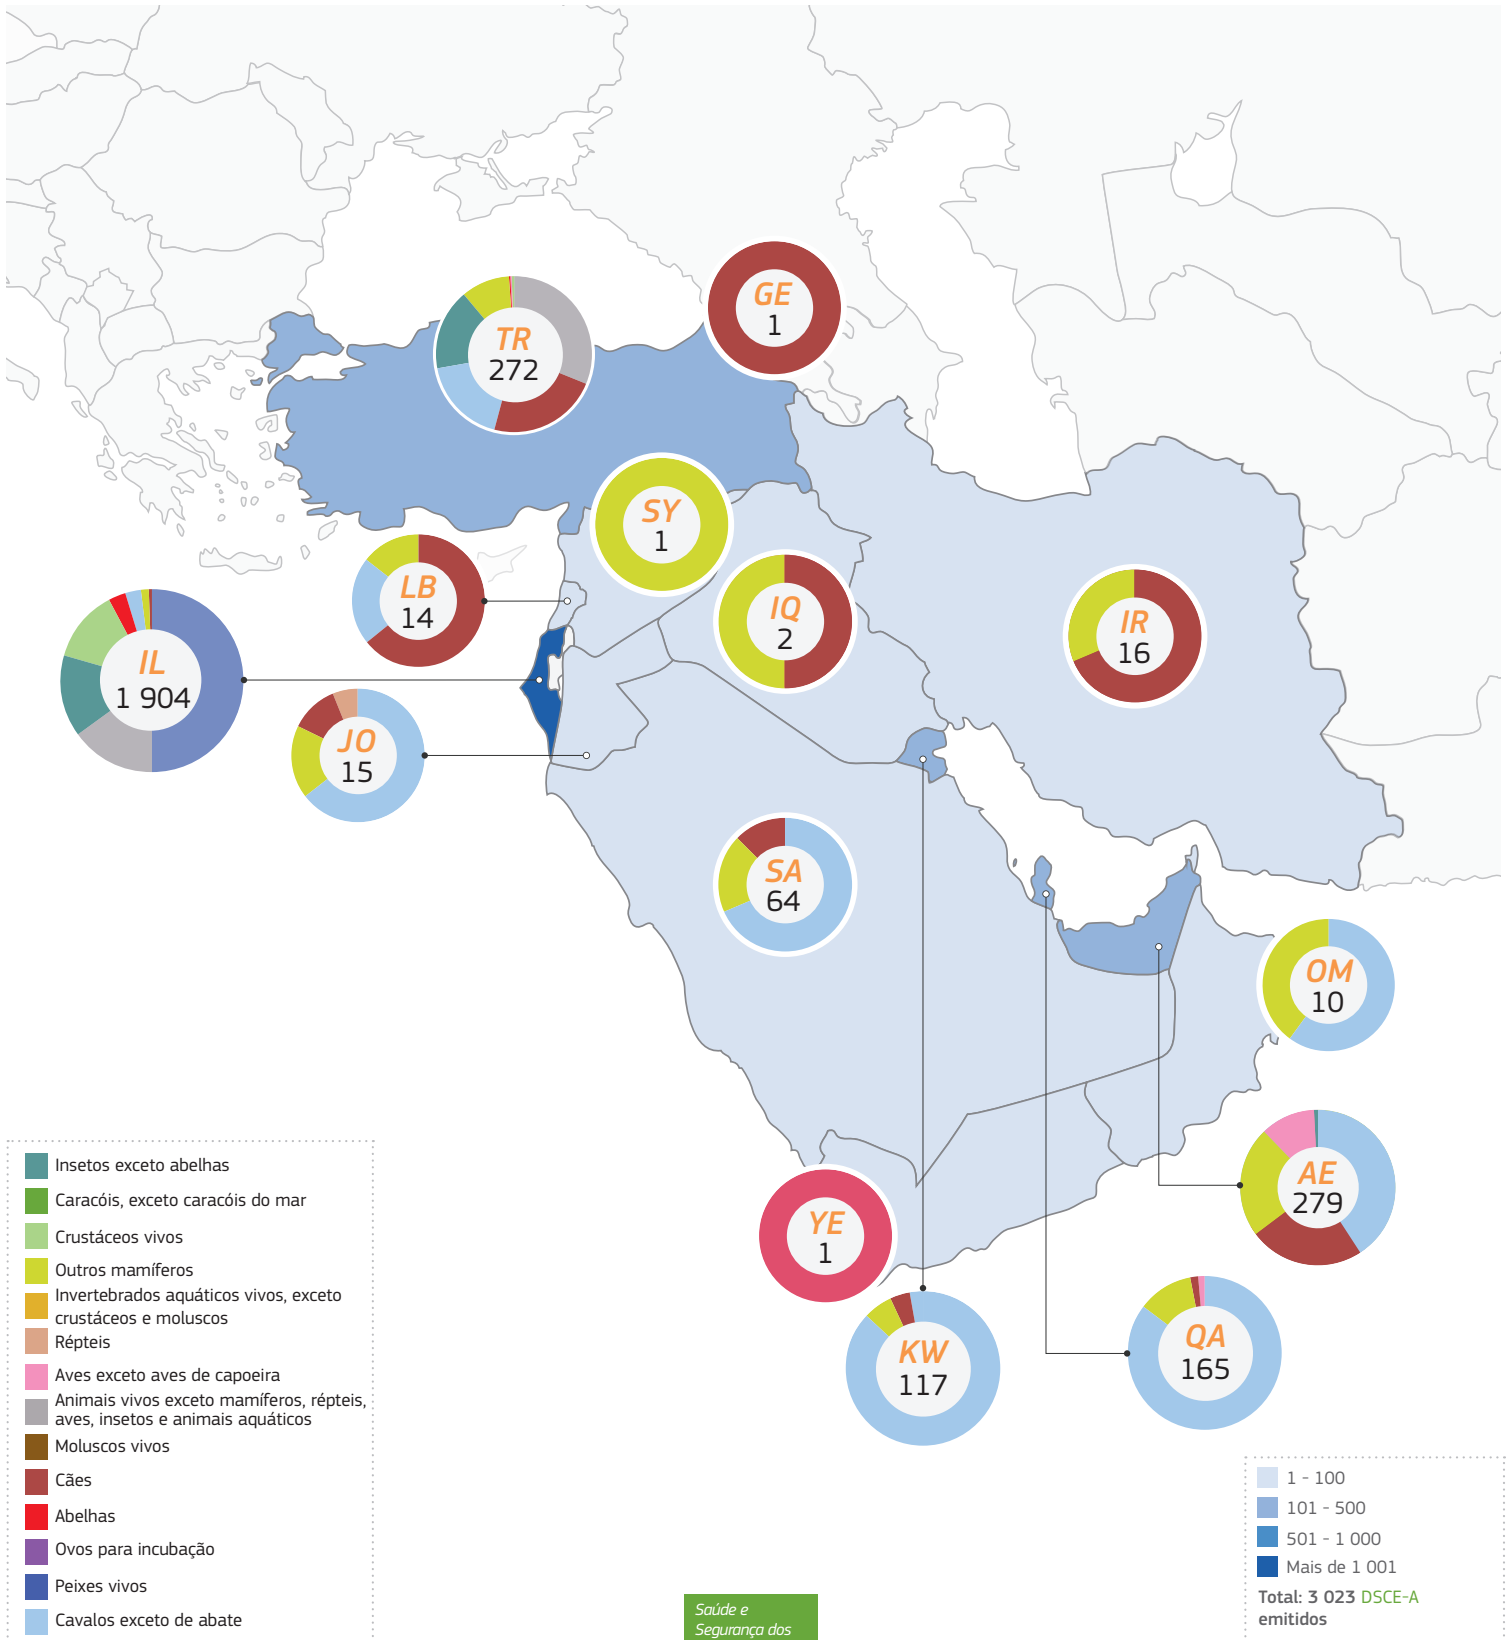 GE
1
TR
272
SY
1
LB
14
IQ
2
IR
16
IL
1 904
JO
15
SA
64
OM
10
AE
279
YE
1
KW
117
QA
165
Insetos exceto abelhas
Caracóis, exceto caracóis do mar
Crustáceos vivos
Outros mamíferos
Invertebrados aquáticos vivos, exceto
crustáceos e moluscos
Répteis
Aves exceto aves de capoeira
Animais vivos exceto mamíferos, répteis,
aves, insetos e animais aquáticos
Moluscos vivos
Cães
Abelhas
Ovos para incubação
Peixes vivos
Cavalos exceto de abate
1 - 100
101 - 500
501 - 1 000
Mais de 1 001
Total: 3 023 DSCE-A
emitidos
Saúde e
Segurança dos